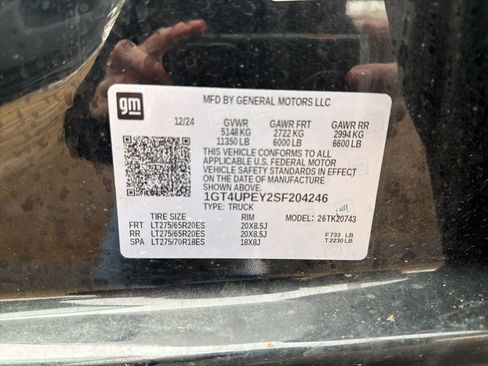 gm
MFD BY GENERAL MOTORS LLC
12/24 GVWR GAWR FRT GAWR RR
5148 KG 2722 KG 2994 KG
11350 LB 6000 LB 6600 LB
THIS VEHICLE CONFORMS TO ALL
APPLICABLE U.S. FEDERAL MOTOR
VEHICLE SAFETY STANDARDS IN EFFECT
ON THE DATE OF MANUFACTURE SHOWN ABOVE.
1GT4UPEY2SF204246
TYPE: TRUCK
TIRE SIZE RIM MODEL: 26TK20743
FRT LT275/65R20ES 20X8.5J
RR LT275/65R20ES 20X8.5J F 733 LB
SPA LT275/70R18ES 18X8J T 2230 LB